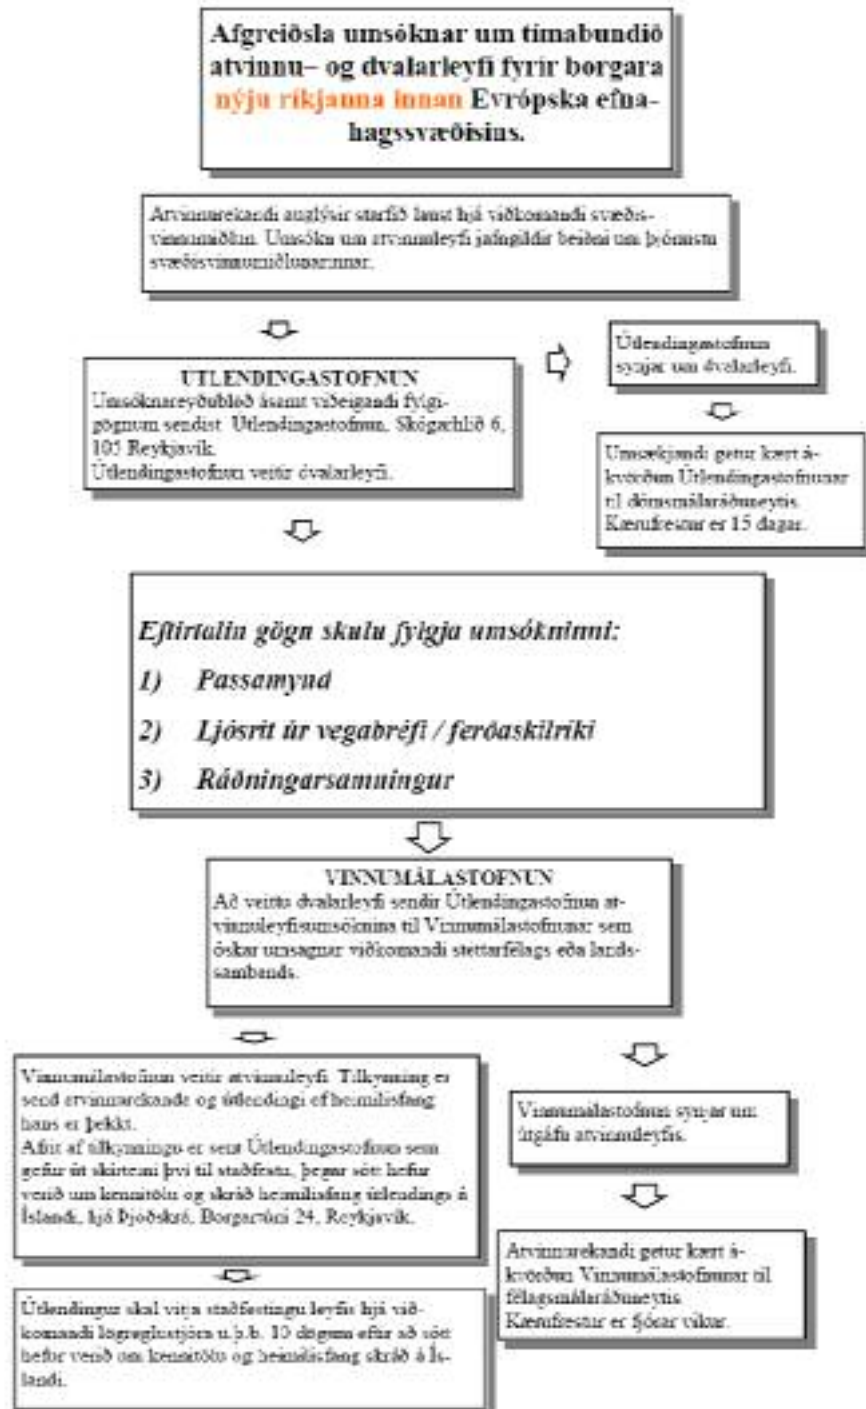 Afgreiðsla umsóknar um tímabundið
atvinnu– og dvalarleyfi fyrir borgara
nýju ríkjanna innan Evrópska efna-
hagssvæðisins.
Atvinnurekandi auglýsir starfið laust hjá viðkomandi svæðis-
vinnumiðlun. Umsókn um atvinnuleyfi jafngildir beiðni um þjónustu
svæðisvinnumiðlunarinnar.
Útlendingastofnun
synjar um dvalarleyfi.
ÚTLENDINGASTOFNUN
Umsóknareyðublöð ásamt viðeigandi fylgi-
gögnum sendist Útlendingastofnun, Skógarhlíð 6,
105 Reykjavík.
Útlendingastofnun veitir dvalarleyfi.
Umsækjandi getur kært á-
kvörðun Útlendingastofnunar
til dómsmálaráðuneytis.
Kærufrestur er 15 dagar.
Eftirtalin gögn skulu fylgja umsókninni:
1) Passamynd
2) Ljósrit úr vegabréfi / ferðaskilríki
3) Ráðningarsamningur
VINNUMÁLASTOFNUN
Að veittu dvalarleyfi sendir Útlendingastofnun at-
vinnuleyfisumsóknina til Vinnumálastofnunar sem
óskar umsagnar viðkomandi stéttarfélags eða lands-
sambands.
Vinnumálastofnun veitir atvinnuleyfi. Tilkynning er
send atvinnurekanda og útlendingi ef heimilisfang
hans er þekkt.
Afrit af tilkynningu er sent Útlendingastofnun sem
gefur út skírteini því til staðfestu, þegar sótt hefur
verið um kennitölu og skráð heimilisfang útlendings á
Íslandi, hjá Þjóðskrá, Borgartúni 24, Reykjavík.
Vinnumálastofnun synjar um
útgáfu atvinnuleyfis.
Atvinnurekandi getur kært á-
kvörðun Vinnumálastofnunar til
félagsmálaráðuneytis.
Kærufrestur er fjórar vikur.
Útlendingur skal vitja staðfestingu leyfis hjá við-
komandi lögreglustjóra u.þ.b. 10 dögum eftir að sótt
hefur verið um kennitölu og heimilisfang skráð á Ís-
landi.